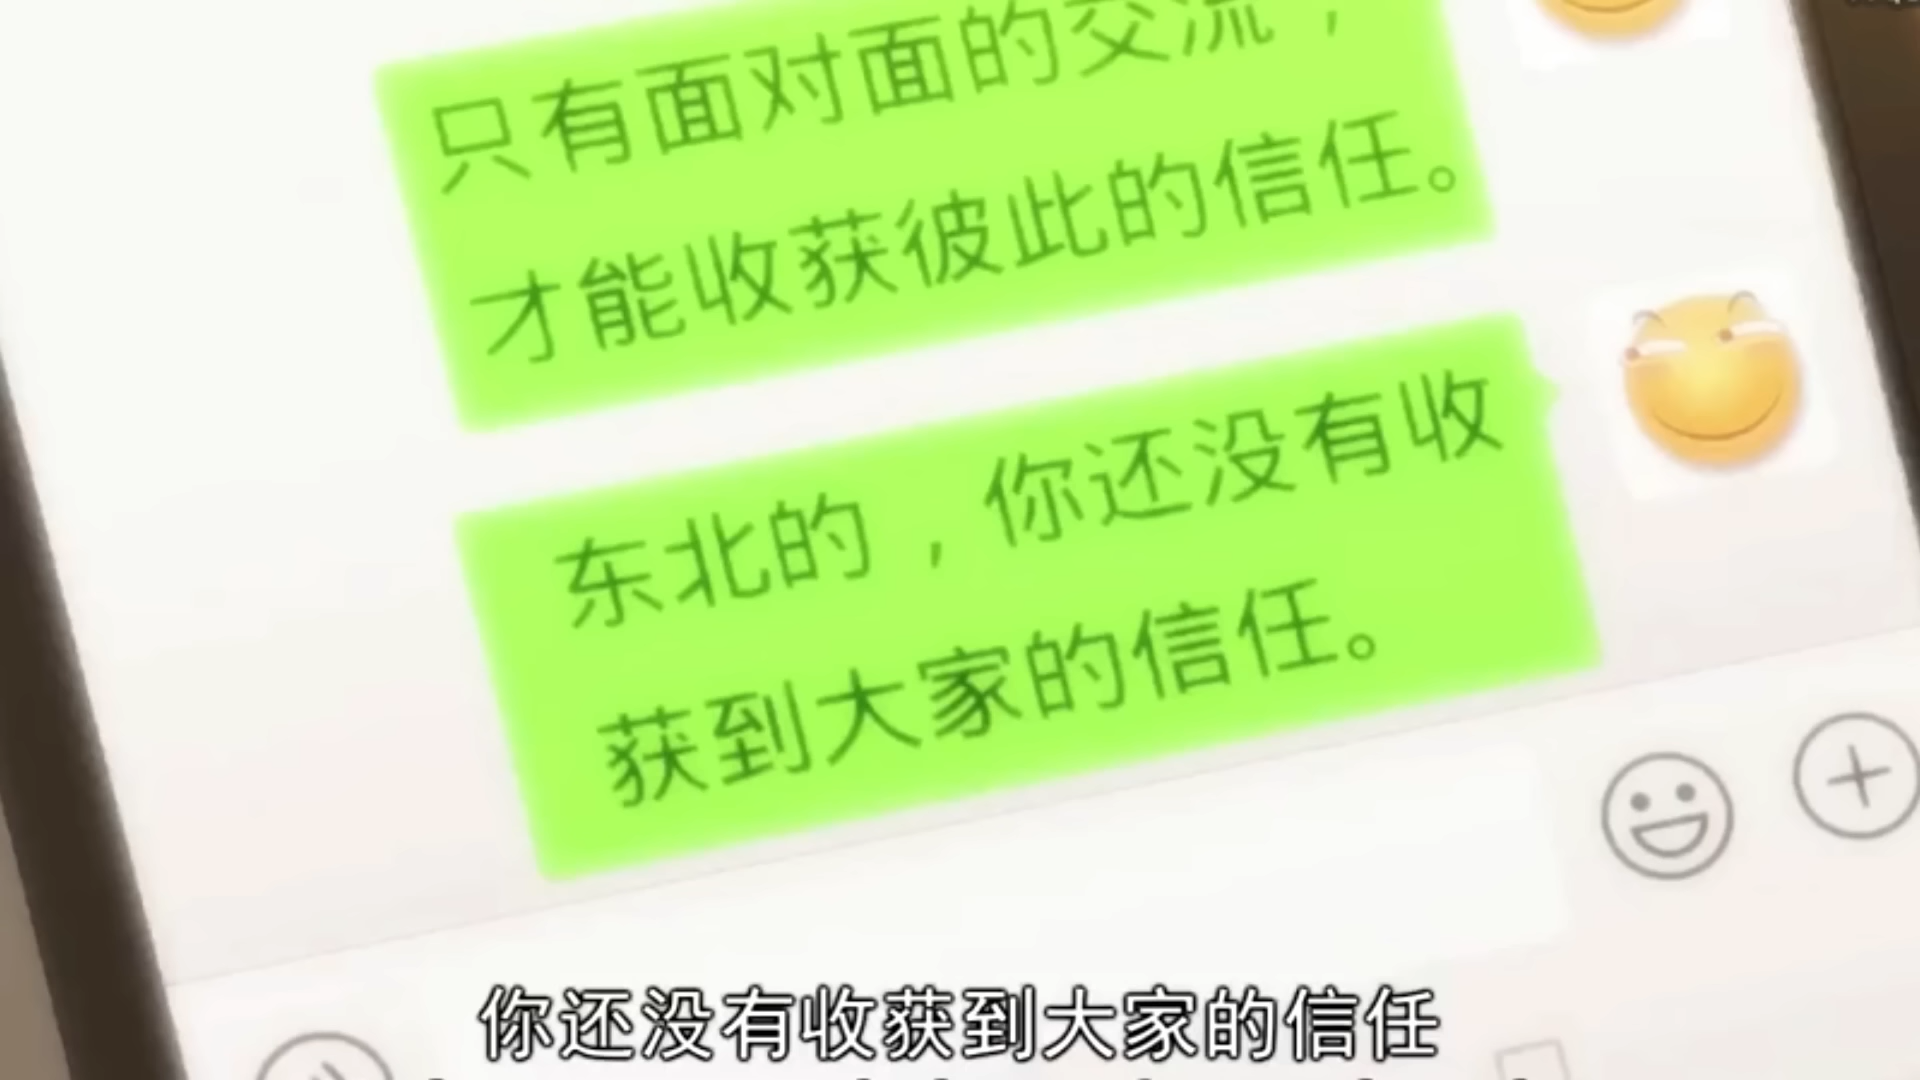 只有面对面的交流，
才能收获彼此的信任。
东北的，你还没有收
获到大家的信任。
你还没有收获到大家的信任